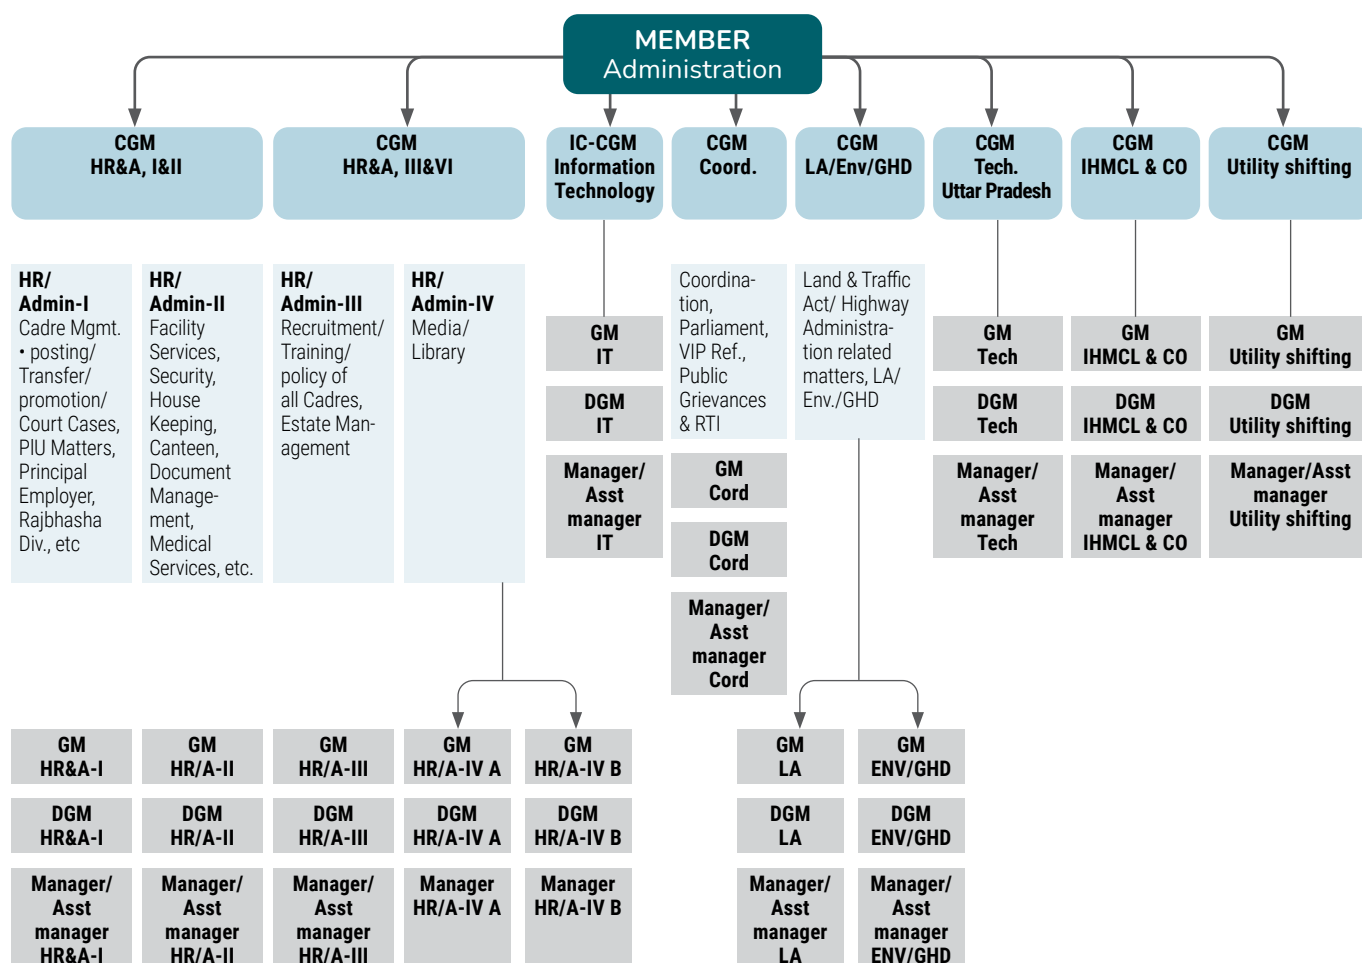 MEMBER
Administration
CGM
HR&A, I&II
CGM
HR&A, III&VI
IC-CGM
Information
Technology
CGM
Coord.
CGM
LA/Env/GHD
CGM
Tech.
Uttar Pradesh
CGM
IHMCL & CO
CGM
Utility shifting
HR/
Admin-I
Cadre Mgmt.
• posting/
Transfer/
promotion/
Court Cases,
PIU Matters,
Principal
Employer,
Rajbhasha
Div., etc
HR/
Admin-II
Facility
Services,
Security,
House
Keeping,
Canteen,
Document
Manage-
ment,
Medical
Services, etc.
HR/
Admin-III
Recruitment/
Training/
policy of
all Cadres,
Estate Man-
agement
HR/
Admin-IV
Media/
Library
GM
IT
DGM
IT
Manager/
Asst
manager
IT
Coordina-
tion,
Parliament,
VIP Ref.,
Public
Grievances
& RTI
GM
Cord
DGM
Cord
Manager/
Asst
manager
Cord
Land & Traffic
Act/ Highway
Administra-
tion related
matters, LA/
Env./GHD
GM
Tech
DGM
Tech
Manager/
Asst
manager
Tech
GM
IHMCL & CO
DGM
IHMCL & CO
Manager/
Asst
manager
IHMCL & CO
GM
Utility shifting
DGM
Utility shifting
Manager/Asst
manager
Utility shifting
GM
HR&A-I
DGM
HR&A-I
Manager/
Asst
manager
HR&A-I
GM
HR/A-II
DGM
HR/A-II
Manager/
Asst
manager
HR/A-II
GM
HR/A-III
DGM
HR/A-III
Manager/
Asst
manager
HR/A-III
GM
HR/A-IV A
DGM
HR/A-IV A
Manager
HR/A-IV A
GM
HR/A-IV B
DGM
HR/A-IV B
Manager
HR/A-IV B
GM
LA
DGM
LA
Manager/
Asst
manager
LA
GM
ENV/GHD
DGM
ENV/GHD
Manager/
Asst
manager
ENV/GHD